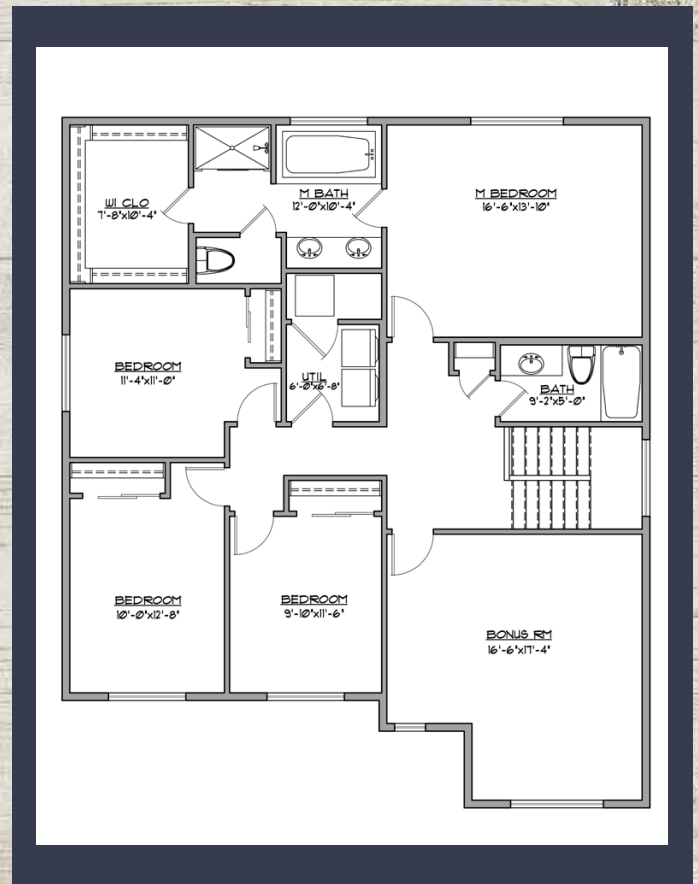 WI CLO
7'-8"x10'-4"
M BATH
12'-0"x10'-4"
M BEDROOM
16'-6"x13'-10"
BEDROOM
11'-4"x11'-0"
UTIL
6'-0"x6'-8"
BATH
9'-2"x5'-0"
BEDROOM
10'-0"x12'-8"
BEDROOM
9'-10"x11'-6"
BONUS RM
16'-6"x17'-4"